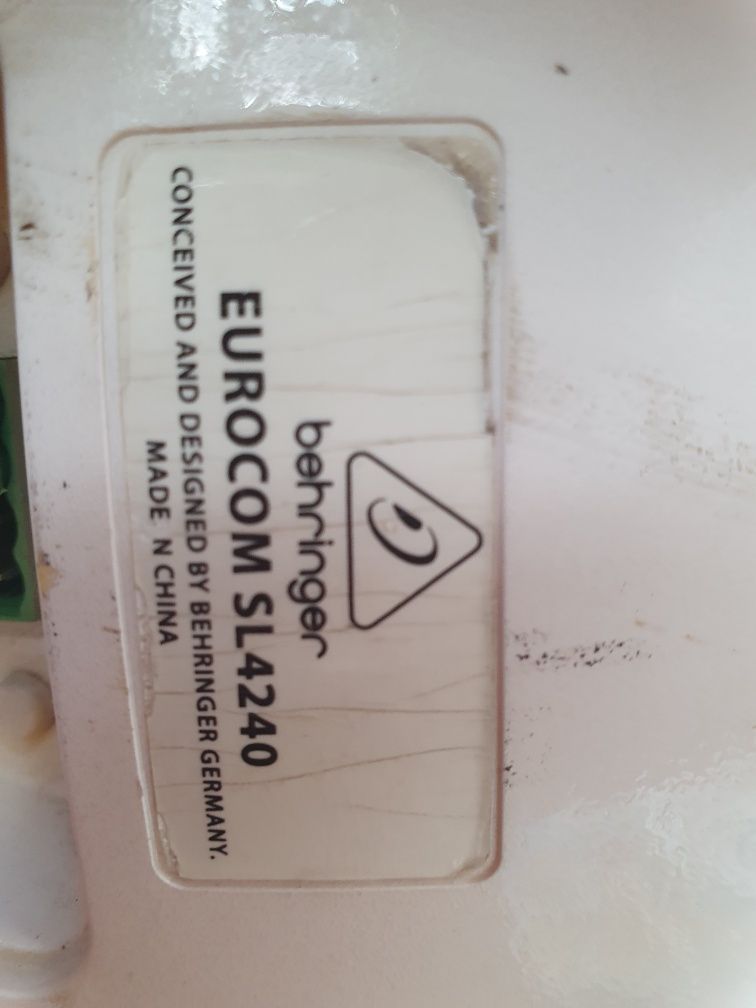 behringer
EUROCOM SL4240
CONCEIVED AND DESIGNED BY BEHRINGER GERMANY.
MADE N CHINA